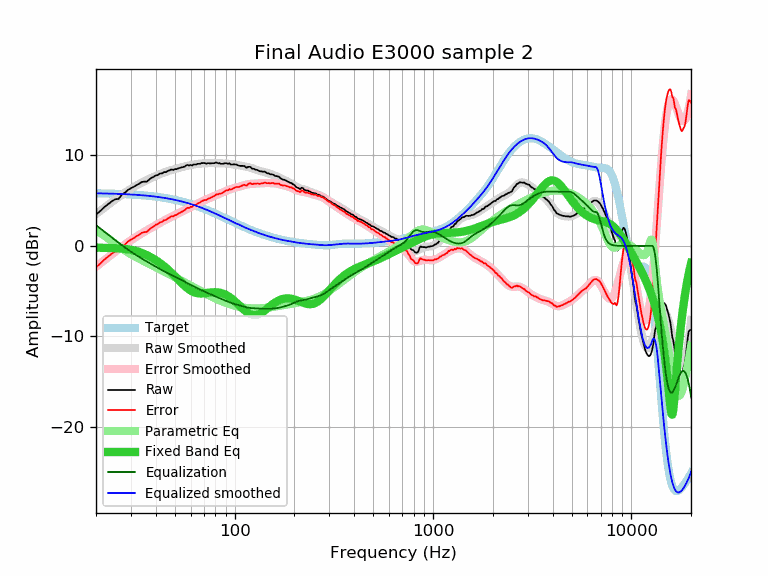 Final Audio E3000 sample 2
10
0
−10
−20
Amplitude (dBr)
Target
Raw Smoothed
Error Smoothed
Raw
Error
Parametric Eq
Fixed Band Eq
Equalization
Equalized smoothed
100
1000
10000
Frequency (Hz)